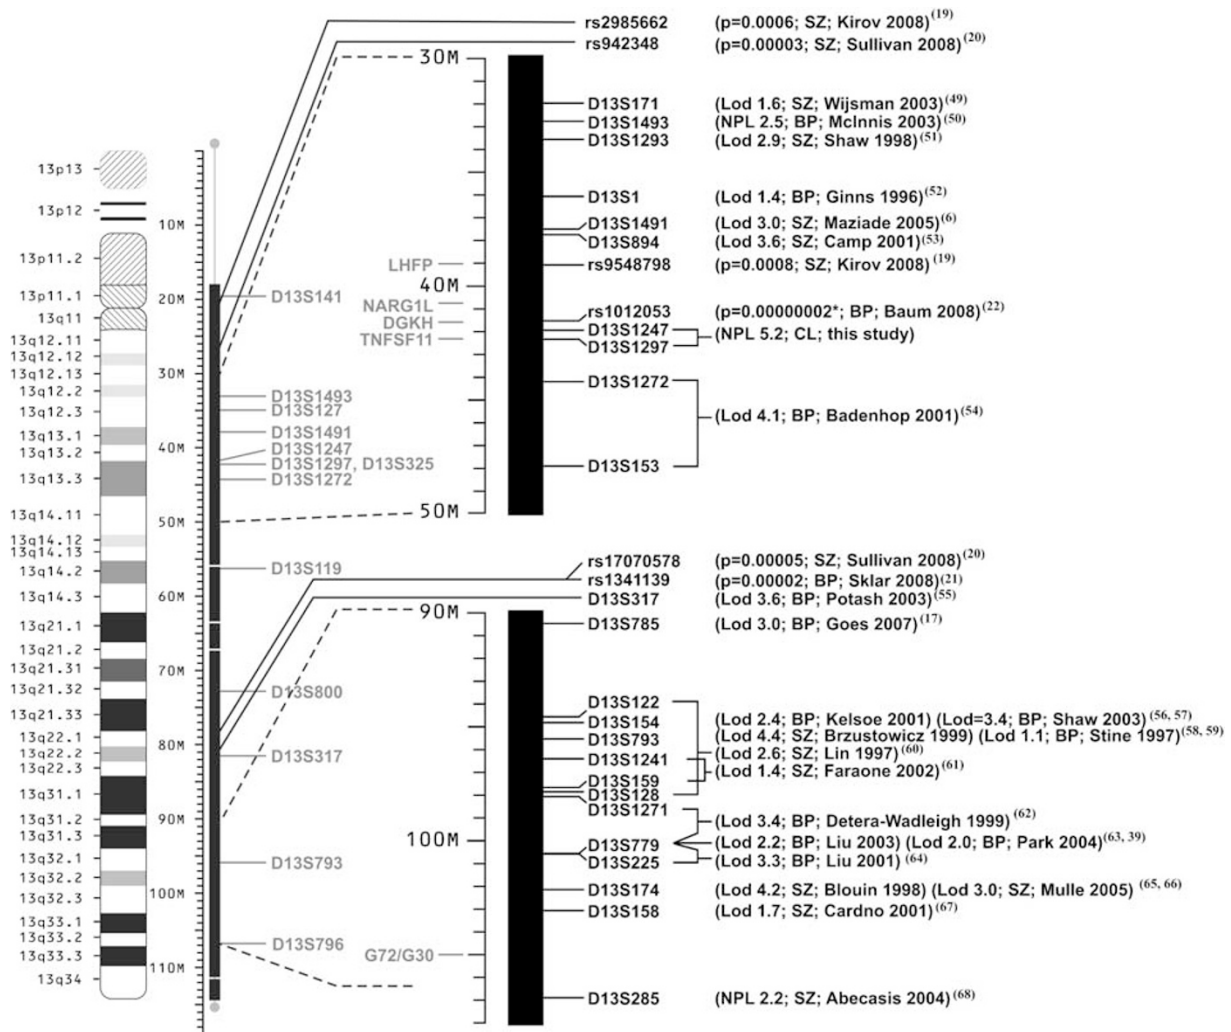 rs2985662 (p=0.0006; SZ; Kirov 2008)(19)
rs942348 (p=0.00003; SZ; Sullivan 2008)(20)
30M
D13S171 (Lod 1.6; SZ; Wijsman 2003)(49)
D13S1493 (NPL 2.5; BP; McInnis 2003)(50)
D13S1293 (Lod 2.9; SZ; Shaw 1998)(51)
D13S1 (Lod 1.4; BP; Ginns 1996)(52)
D13S1491 (Lod 3.0; SZ; Maziade 2005)(6)
D13S894 (Lod 3.6; SZ; Camp 2001)(53)
LHFP
rs9548798 (p=0.0008; SZ; Kirov 2008)(19)
40M
NARG1L
rs1012053 (p=0.00000002*; BP; Baum 2008)(22)
DGKH
D13S1247
(NPL 5.2; CL; this study)
TNFSF11
D13S1297
D13S1272
(Lod 4.1; BP; Badenhop 2001)(54)
D13S153
50M
rs17070578 (p=0.00005; SZ; Sullivan 2008)(20)
rs1341139 (p=0.00002; BP; Sklar 2008)(21)
D13S317 (Lod 3.6; BP; Potash 2003)(55)
90M
D13S785 (Lod 3.0; BP; Goes 2007)(17)
D13S122
D13S154 (Lod 2.4; BP; Kelsoe 2001) (Lod=3.4; BP; Shaw 2003)(56, 57)
D13S793 (Lod 4.4; SZ; Brzustowicz 1999) (Lod 1.1; BP; Stine 1997)(58, 59)
D13S1241 (Lod 2.6; SZ; Lin 1997)(60)
(Lod 1.4; SZ; Faraone 2002)(61)
D13S159
D13S128
D13S1271
(Lod 3.4; BP; Detera-Wadleigh 1999)(62)
100M
D13S779 (Lod 2.2; BP; Liu 2003) (Lod 2.0; BP; Park 2004)(63, 39)
D13S225 (Lod 3.3; BP; Liu 2001)(64)
D13S174 (Lod 4.2; SZ; Blouin 1998) (Lod 3.0; SZ; Mulle 2005)(65, 66)
D13S158 (Lod 1.7; SZ; Cardno 2001)(67)
G72/G30
D13S285 (NPL 2.2; SZ; Abecasis 2004)(68)
13p13
13p12
13p11.2
13p11.1
13q11
13q12.11
13q12.12
13q12.13
13q12.2
13q12.3
13q13.1
13q13.2
13q13.3
13q14.11
13q14.12
13q14.13
13q14.2
13q14.3
13q21.1
13q21.2
13q21.31
13q21.32
13q21.33
13q22.1
13q22.2
13q22.3
13q31.1
13q31.2
13q31.3
13q32.1
13q32.2
13q32.3
13q33.1
13q33.2
13q33.3
13q34
10M
20M
30M
40M
50M
60M
70M
80M
90M
100M
110M
D13S141
D13S1493
D13S127
D13S1491
D13S1247
D13S1297, D13S325
D13S1272
D13S119
D13S800
D13S317
D13S793
D13S796